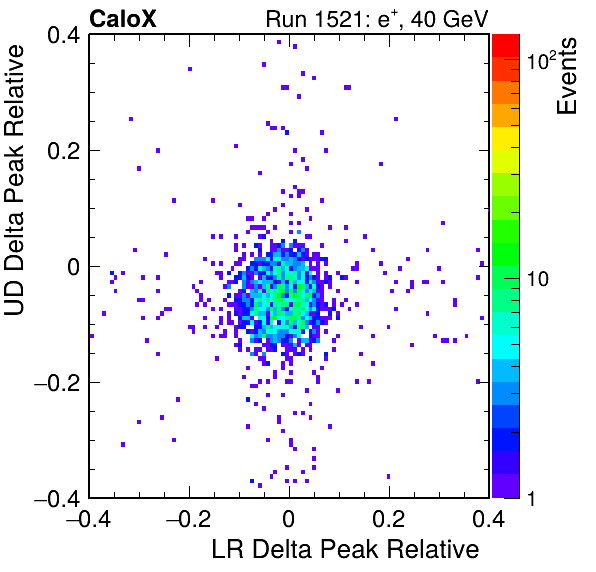 CaloX Run 1521: e⁺, 40 GeV
UD Delta Peak Relative
0.4
0.2
0
−0.2
−0.4
−0.4 −0.2 0 0.2 0.4
LR Delta Peak Relative
Events
10²
10
1